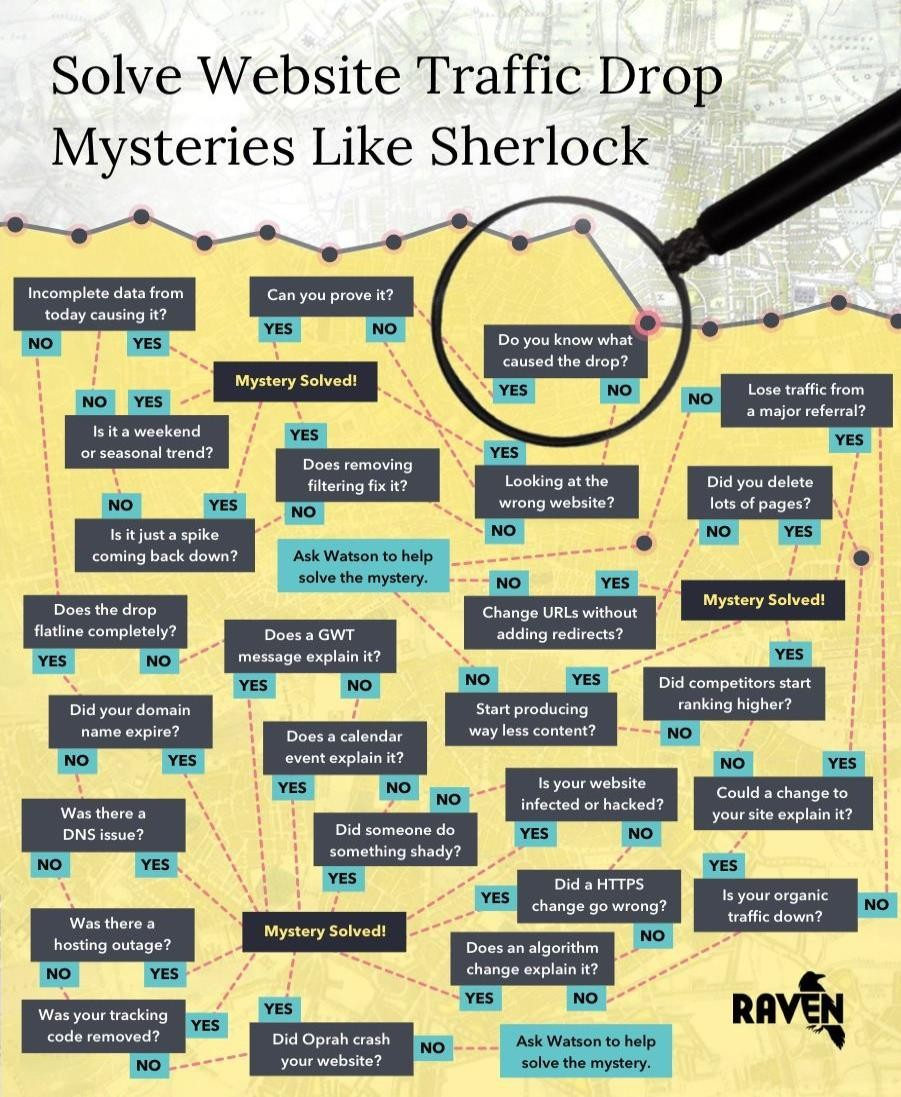 Solve Website Traffic Drop
Mysteries Like Sherlock
DALSTON
Incomplete data from
today causing it?
NO
YES
Can you prove it?
YES
NO
Do you know what
caused the drop?
YES
NO
Mystery Solved!
Lose traffic from
a major referral?
NO
YES
NO
YES
Is it a weekend
or seasonal trend?
YES
Does removing
filtering fix it?
NO
YES
Looking at the
wrong website?
NO
Did you delete
lots of pages?
NO
YES
NO
YES
Is it just a spike
coming back down?
Ask Watson to help
solve the mystery.
NO
YES
Change URLs without
adding redirects?
Mystery Solved!
Does the drop
flatline completely?
YES
NO
Does a GWT
message explain it?
YES
NO
NO
YES
Start producing
way less content?
YES
Did competitors start
ranking higher?
NO
Did your domain
name expire?
NO
YES
Does a calendar
event explain it?
YES
NO
NO
Is your website
infected or hacked?
YES
NO
NO
YES
Could a change to
your site explain it?
Was there a
DNS issue?
NO
YES
Did someone do
something shady?
YES
YES
Did a HTTPS
change go wrong?
NO
YES
Is your organic
traffic down?
NO
Was there a
hosting outage?
NO
YES
Mystery Solved!
Does an algorithm
change explain it?
YES
NO
Was your tracking
code removed?
YES
NO
YES
Did Oprah crash
your website?
NO
Ask Watson to help
solve the mystery.
RAVEN